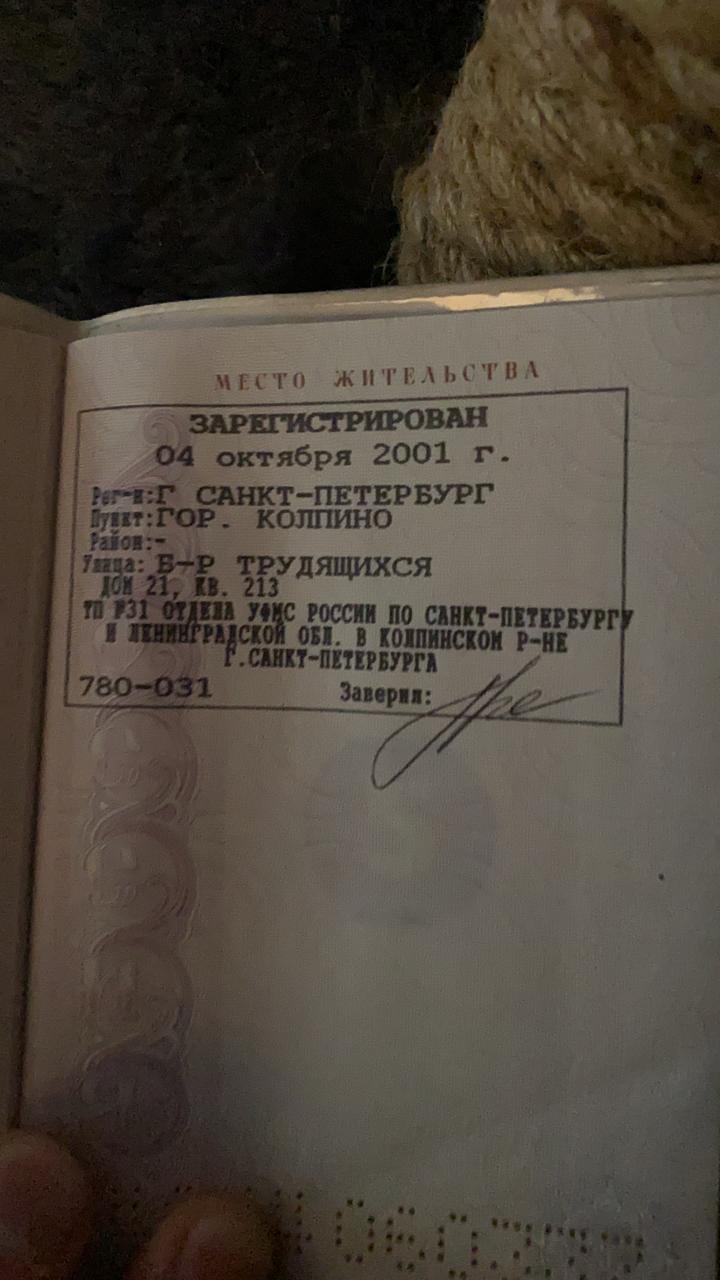 МЕСТО ЖИТЕЛЬСТВА
ЗАРЕГИСТРИРОВАН
04 октября 2001 г.
Рег-н:Г САНКТ-ПЕТЕРБУРГ
Пункт:ГОР. КОЛПИНО
Район:-
Улица: Б-Р ТРУДЯЩИХСЯ
ДОМ 21, КВ. 213
ТП №31 ОТДЕЛА УФМС РОССИИ ПО САНКТ-ПЕТЕРБУРГУ
И ЛЕНИНГРАДСКОЙ ОБЛ. В КОЛПИНСКОМ Р-НЕ
Г.САНКТ-ПЕТЕРБУРГА
780-031 Заверил: